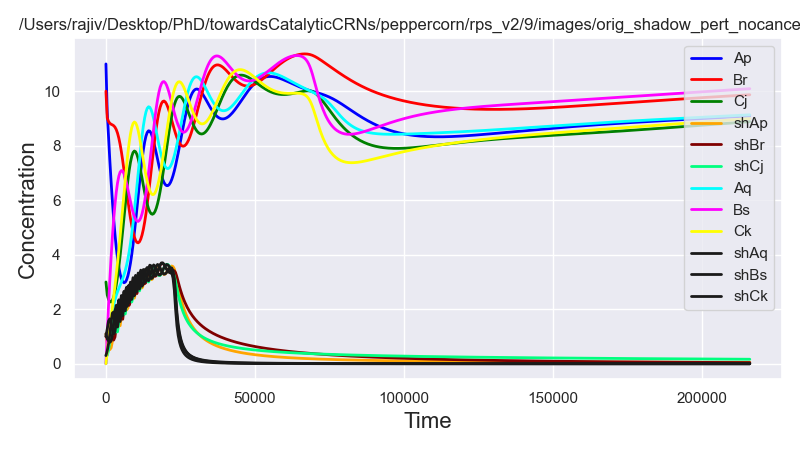 /Users/rajiv/Desktop/PhD/towardsCatalyticCRNs/peppercorn/rps_v2/9/images/orig_shadow_pert_nocance
Concentration
10
8
6
4
2
0
0
50000
100000
150000
200000
Time
Ap
Br
Cj
shAp
shBr
shCj
Aq
Bs
Ck
shAq
shBs
shCk